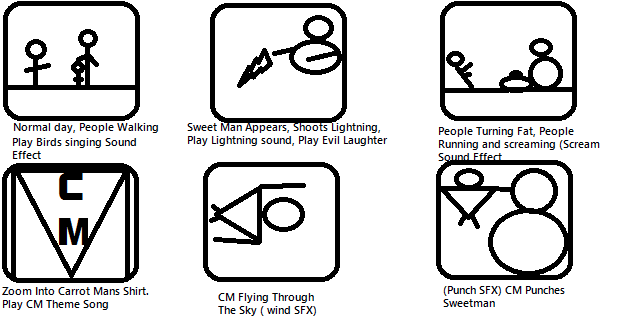 Normal day, People Walking
Play Birds singing Sound
Effect
Sweet Man Appears, Shoots Lightning,
Play Lightning sound, Play Evil Laughter
People Turning Fat, People
Running and screaming (Scream
Sound Effect
C
M
Zoom Into Carrot Mans Shirt.
Play CM Theme Song
CM Flying Through
The Sky ( wind SFX)
(Punch SFX) CM Punches
Sweetman